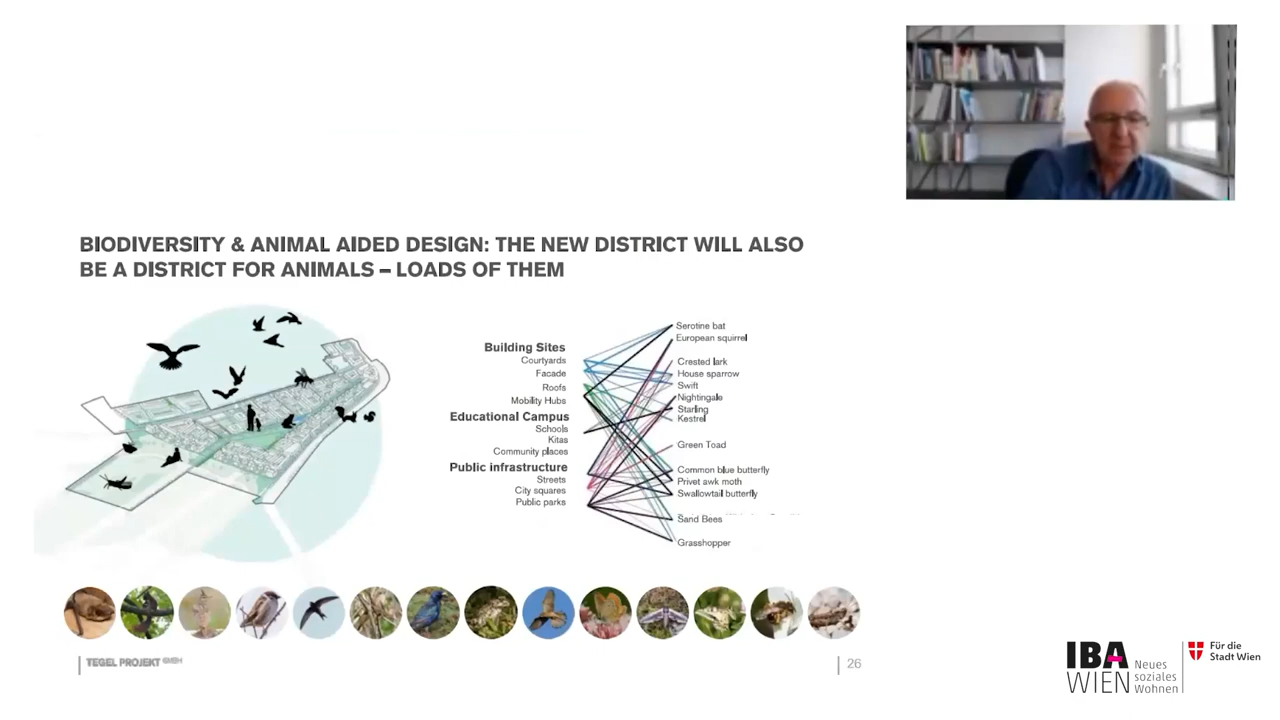 BIODIVERSITY & ANIMAL AIDED DESIGN: THE NEW DISTRICT WILL ALSO
BE A DISTRICT FOR ANIMALS – LOADS OF THEM
Building Sites
Courtyards
Facade
Roofs
Mobility Hubs
Educational Campus
Schools
Kitas
Community places
Public infrastructure
Streets
City squares
Public parks
Serotine bat
European squirrel
Crested lark
House sparrow
Swift
Nightingale
Starling
Kestrel
Green Toad
Common blue butterfly
Privet awk moth
Swallowtail butterfly
Sand Bees
Grasshopper
TEGEL PROJEKT GMBH
26
IBA
WIEN
Neues
soziales
Wohnen
Für die
Stadt Wien